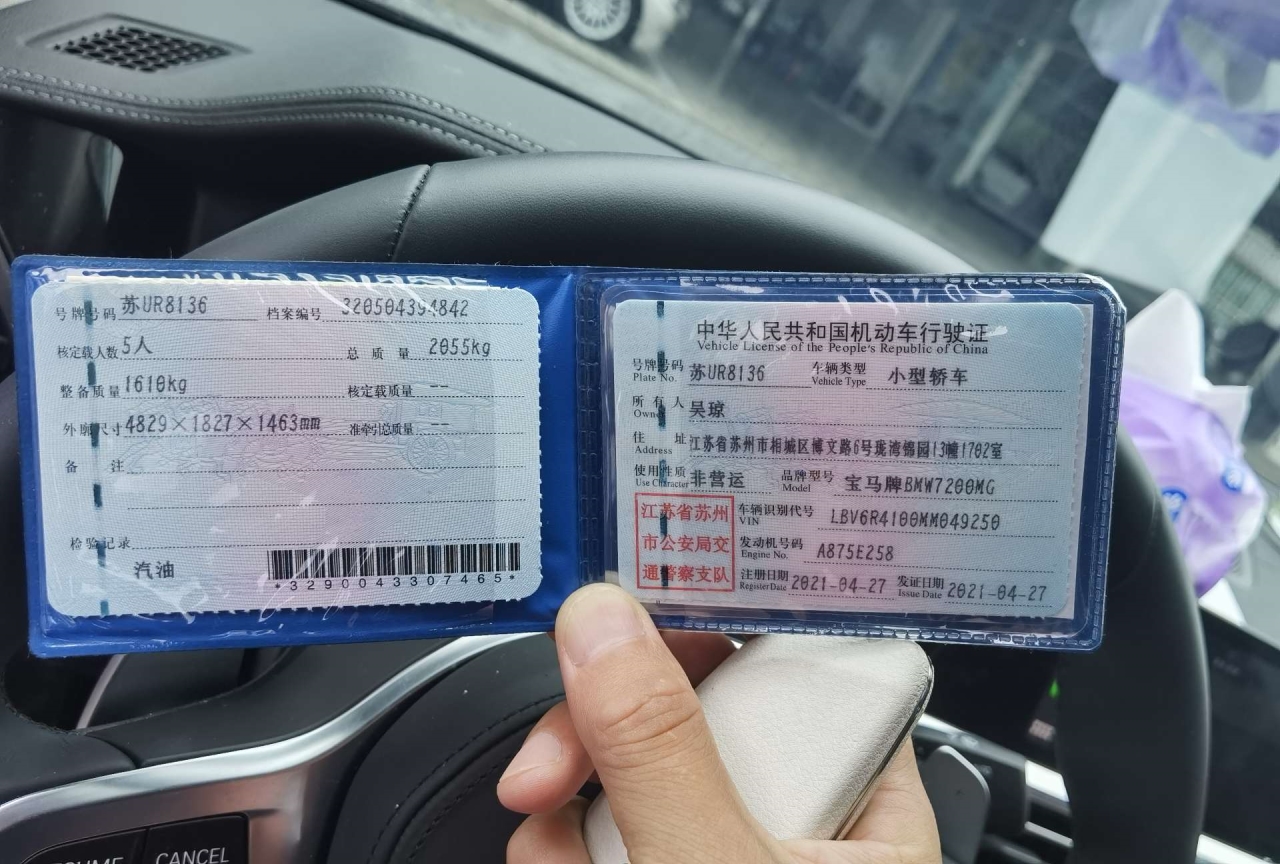 号牌号码 苏UR8136 档案编号 320504394842
核定载人数 5人 总质量 2055kg
整备质量 1610kg 核定载质量 --
外廓尺寸 4829×1827×1463mm 准牵引总质量 --
备注
检验记录
汽油
*3290043307465*
中华人民共和国机动车行驶证
Vehicle License of the People's Republic of China
号牌号码 Plate No. 苏UR8136 车辆类型 Vehicle Type 小型轿车
所有人 Owner 吴琼
住址 Address 江苏省苏州市相城区博文路6号珑湾锦园13幢1702室
使用性质 Use Character 非营运 品牌型号 Model 宝马牌BMW7200MG
江苏省苏州
市公安局交
通警察支队
车辆识别代号 VIN LBV6R4100MM049250
发动机号码 Engine No. A875E258
注册日期 Register Date 2021-04-27 发证日期 Issue Date 2021-04-27
CANCEL